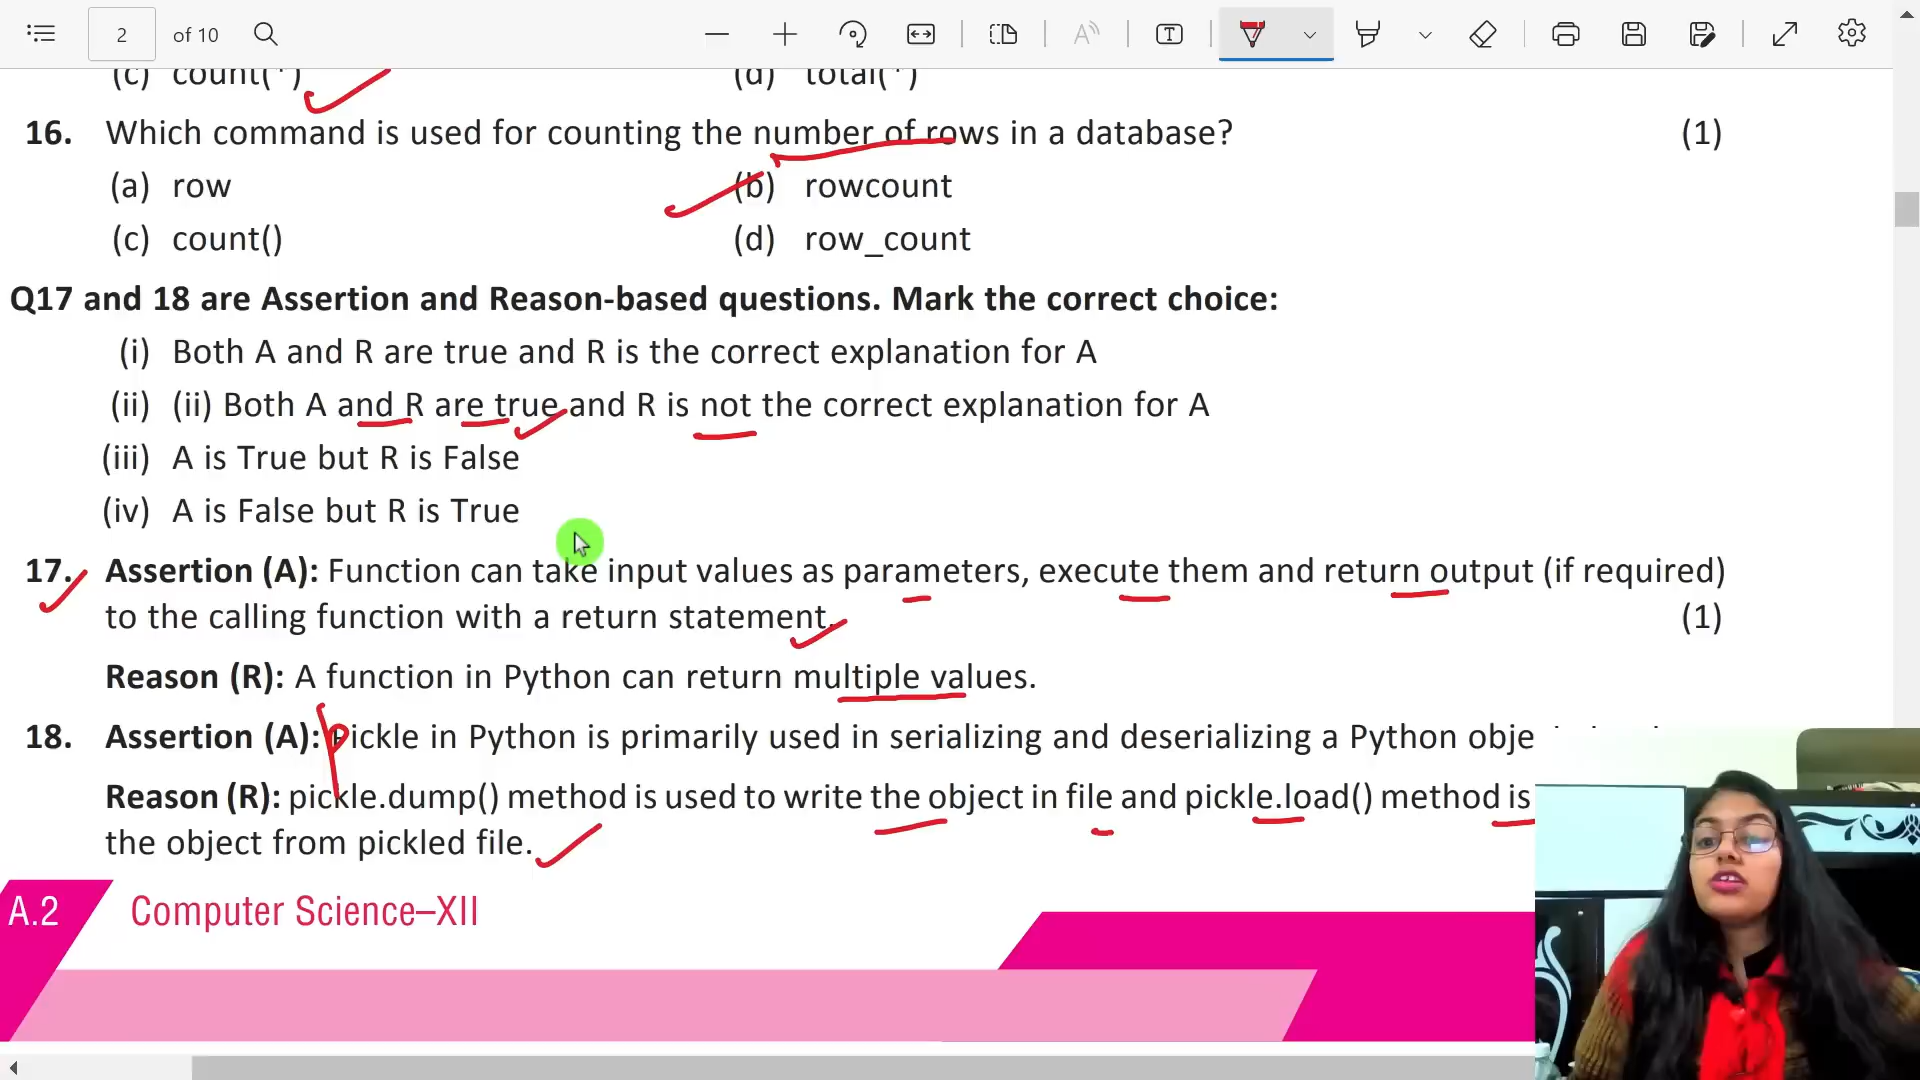 2 of 10
(c) count(*) (d) total(*)
16. Which command is used for counting the number of rows in a database? (1)
(a) row (b) rowcount
(c) count() (d) row_count
Q17 and 18 are Assertion and Reason-based questions. Mark the correct choice:
(i) Both A and R are true and R is the correct explanation for A
(ii) (ii) Both A and R are true and R is not the correct explanation for A
(iii) A is True but R is False
(iv) A is False but R is True
17. Assertion (A): Function can take input values as parameters, execute them and return output (if required)
to the calling function with a return statement. (1)
Reason (R): A function in Python can return multiple values.
18. Assertion (A): Pickle in Python is primarily used in serializing and deserializing a Python obje
Reason (R): pickle.dump() method is used to write the object in file and pickle.load() method is
the object from pickled file.
A.2 Computer Science–XII